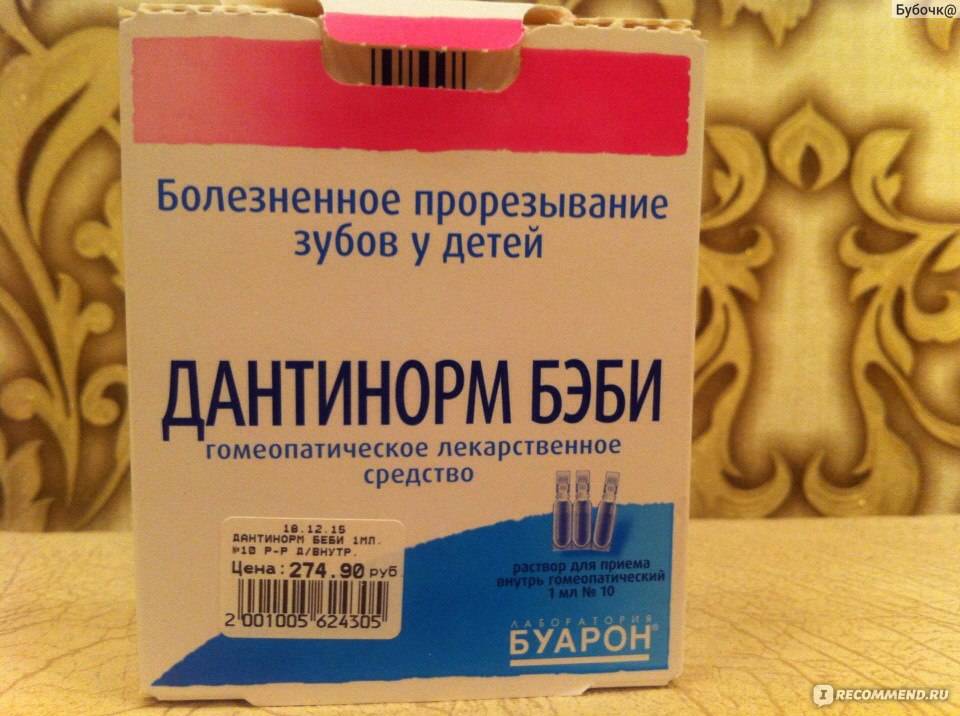 Бубочк@
Болезненное прорезывание
зубов у детей
ДАНТИНОРМ БЭБИ
гомеопатическое лекарственное
средство
18.12.15
ДАНТИНОРМ БЕБИ 1МЛ.
№10 Р-Р Д/ВНУТР.
Цена: 274.90 руб
2 001005 624305
раствор для приема
внутрь гомеопатический
1 мл № 10
ЛАБОРАТОРИЯ
БУАРОН®
IRECOMMEND.RU